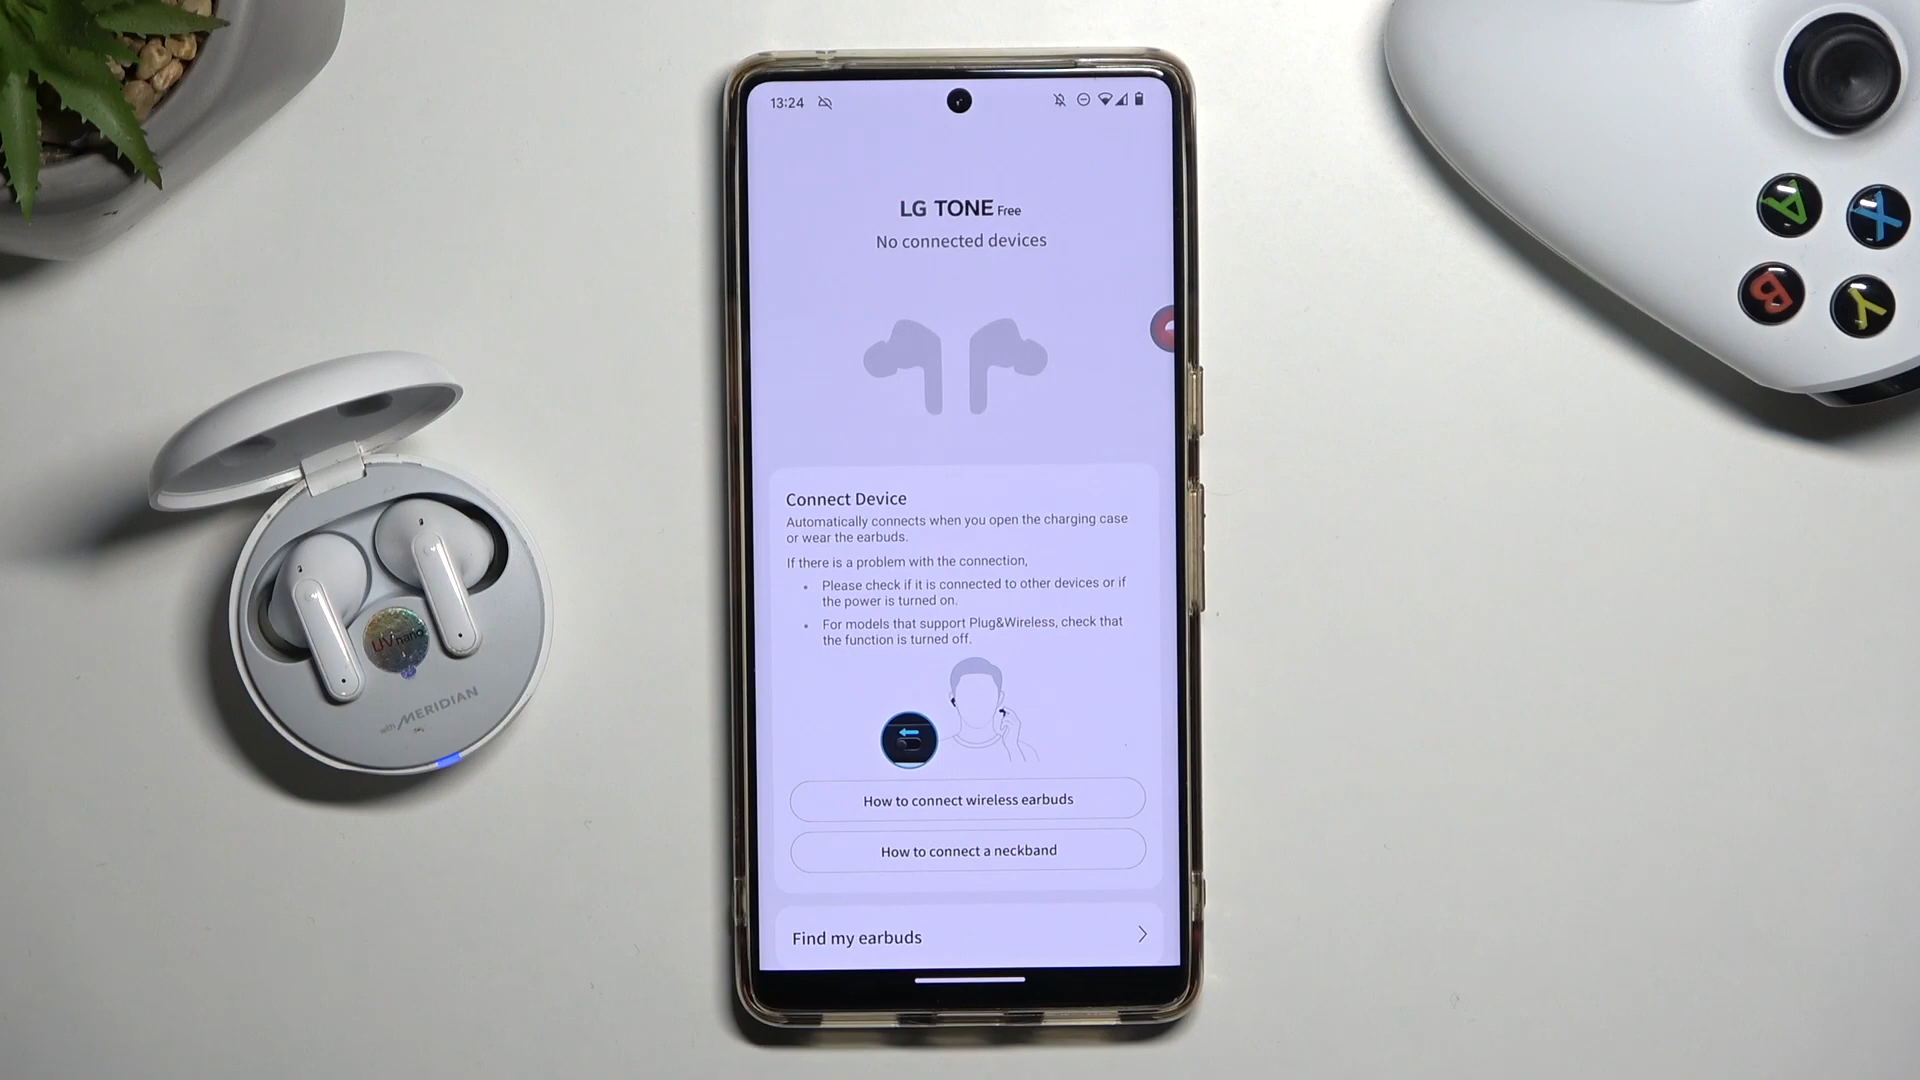 13:24
LG TONE Free
No connected devices
Connect Device
Automatically connects when you open the charging case
or wear the earbuds.
If there is a problem with the connection,
• Please check if it is connected to other devices or if
the power is turned on.
• For models that support Plug&Wireless, check that
the function is turned off.
How to connect wireless earbuds
How to connect a neckband
Find my earbuds
UVnano
with MERIDIAN
A
X
B
Y